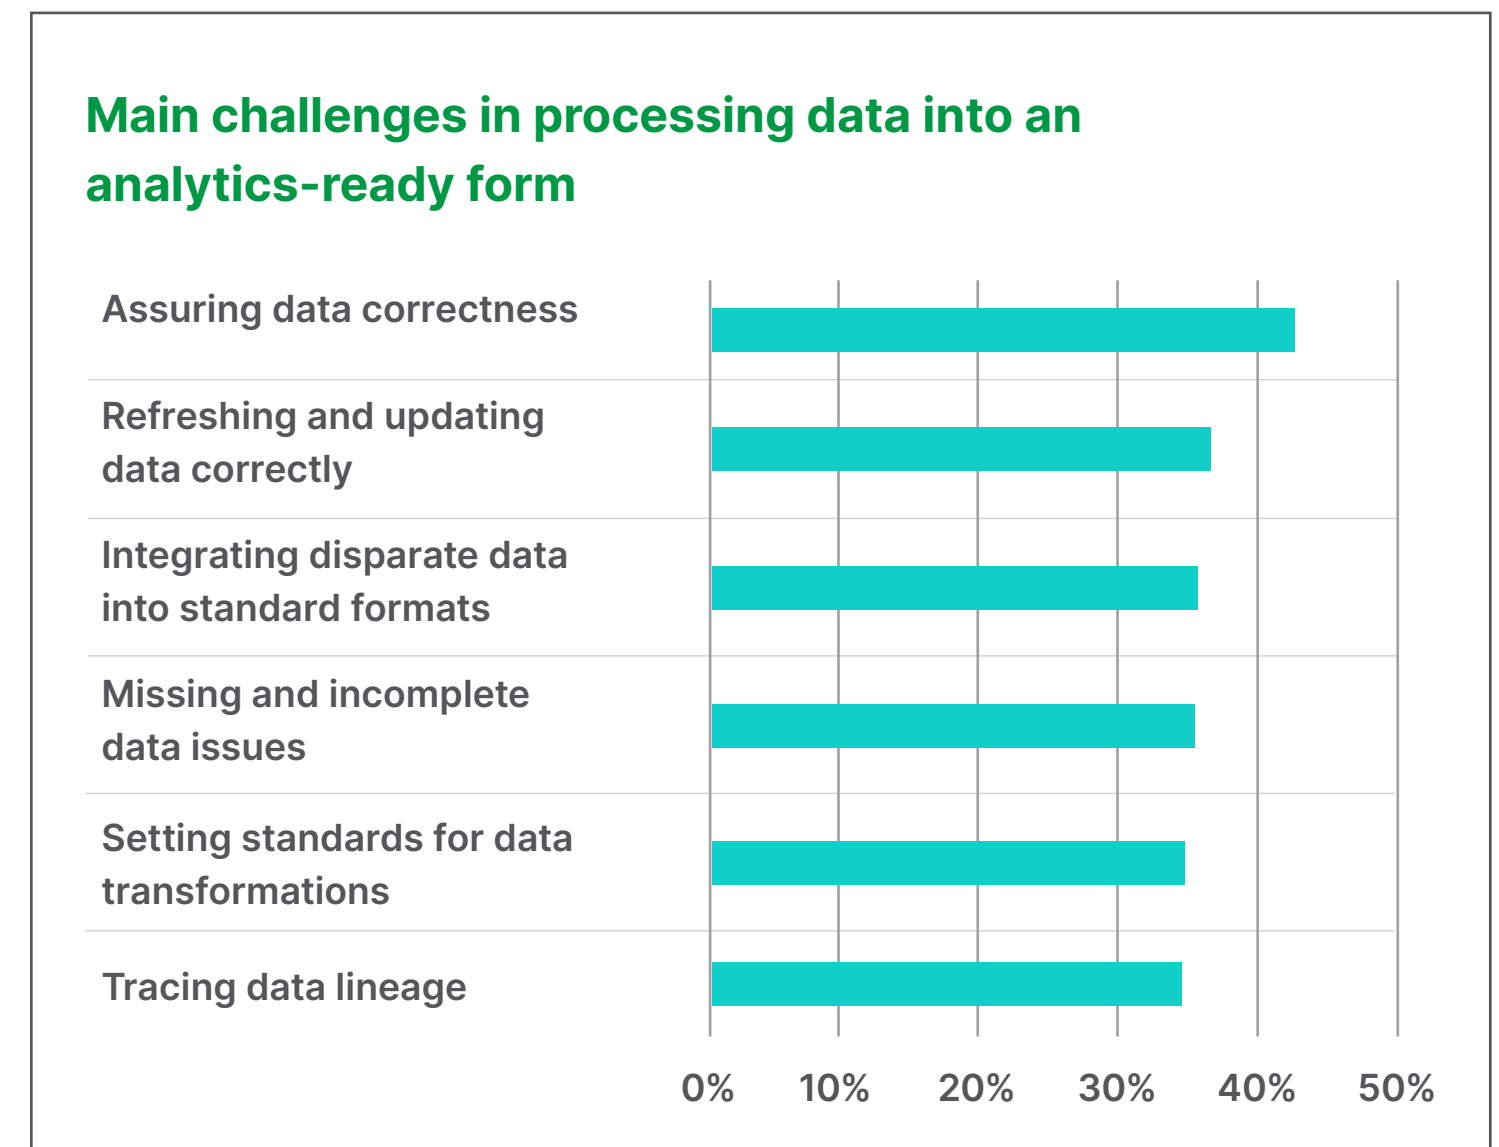 Main challenges in processing data into an
analytics-ready form
Assuring data correctness
Refreshing and updating
data correctly
Integrating disparate data
into standard formats
Missing and incomplete
data issues
Setting standards for data
transformations
Tracing data lineage
0% 10% 20% 30% 40% 50%